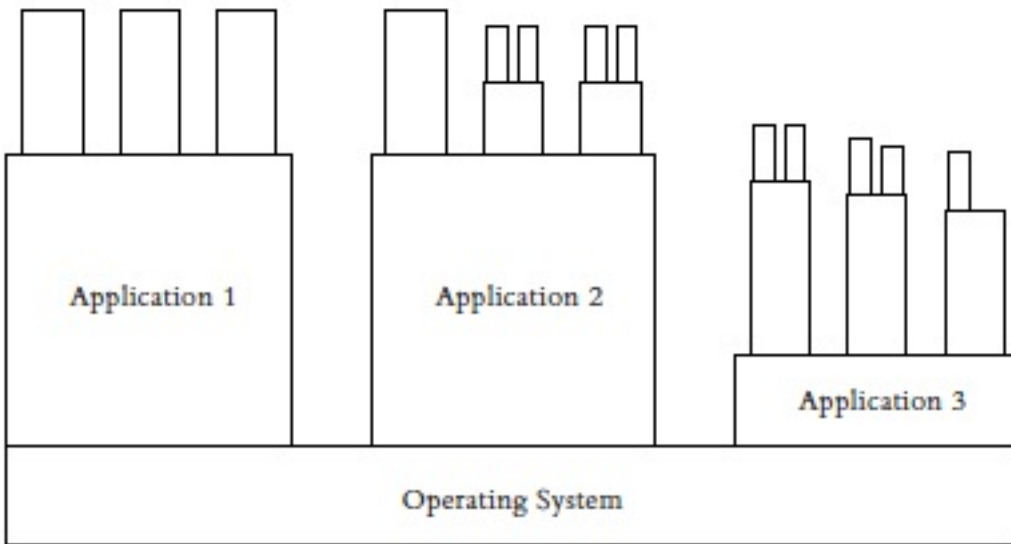 Application 1
Application 2
Application 3
Operating System